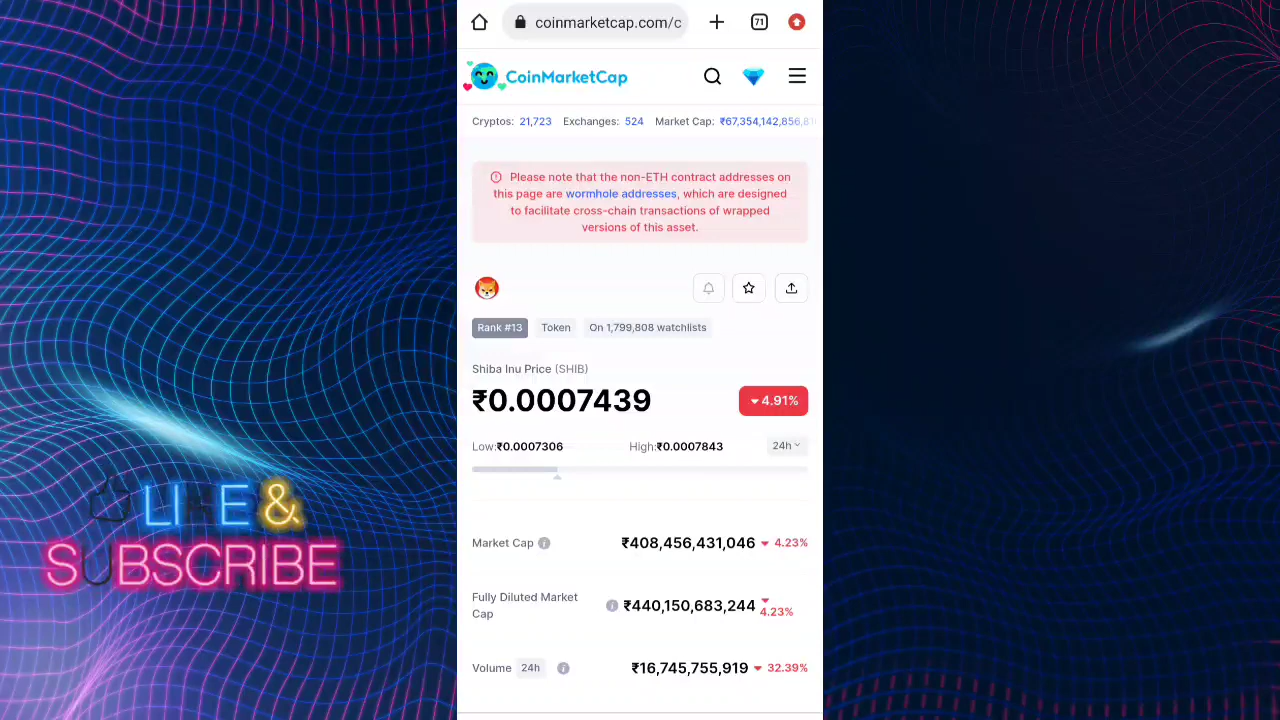 coinmarketcap.com/c
71
CoinMarketCap
Cryptos: 21,723 Exchanges: 524 Market Cap: ₹67,354,142,856,81
Please note that the non-ETH contract addresses on
this page are wormhole addresses, which are designed
to facilitate cross-chain transactions of wrapped
versions of this asset.
Rank #13 Token On 1,799,808 watchlists
Shiba Inu Price (SHIB)
₹0.0007439 4.91%
Low:₹0.0007306 High:₹0.0007843 24h
Market Cap ₹408,456,431,046 4.23%
Fully Diluted Market
Cap ₹440,150,683,244 4.23%
Volume 24h ₹16,745,755,919 32.39%
LIKE &
SUBSCRIBE